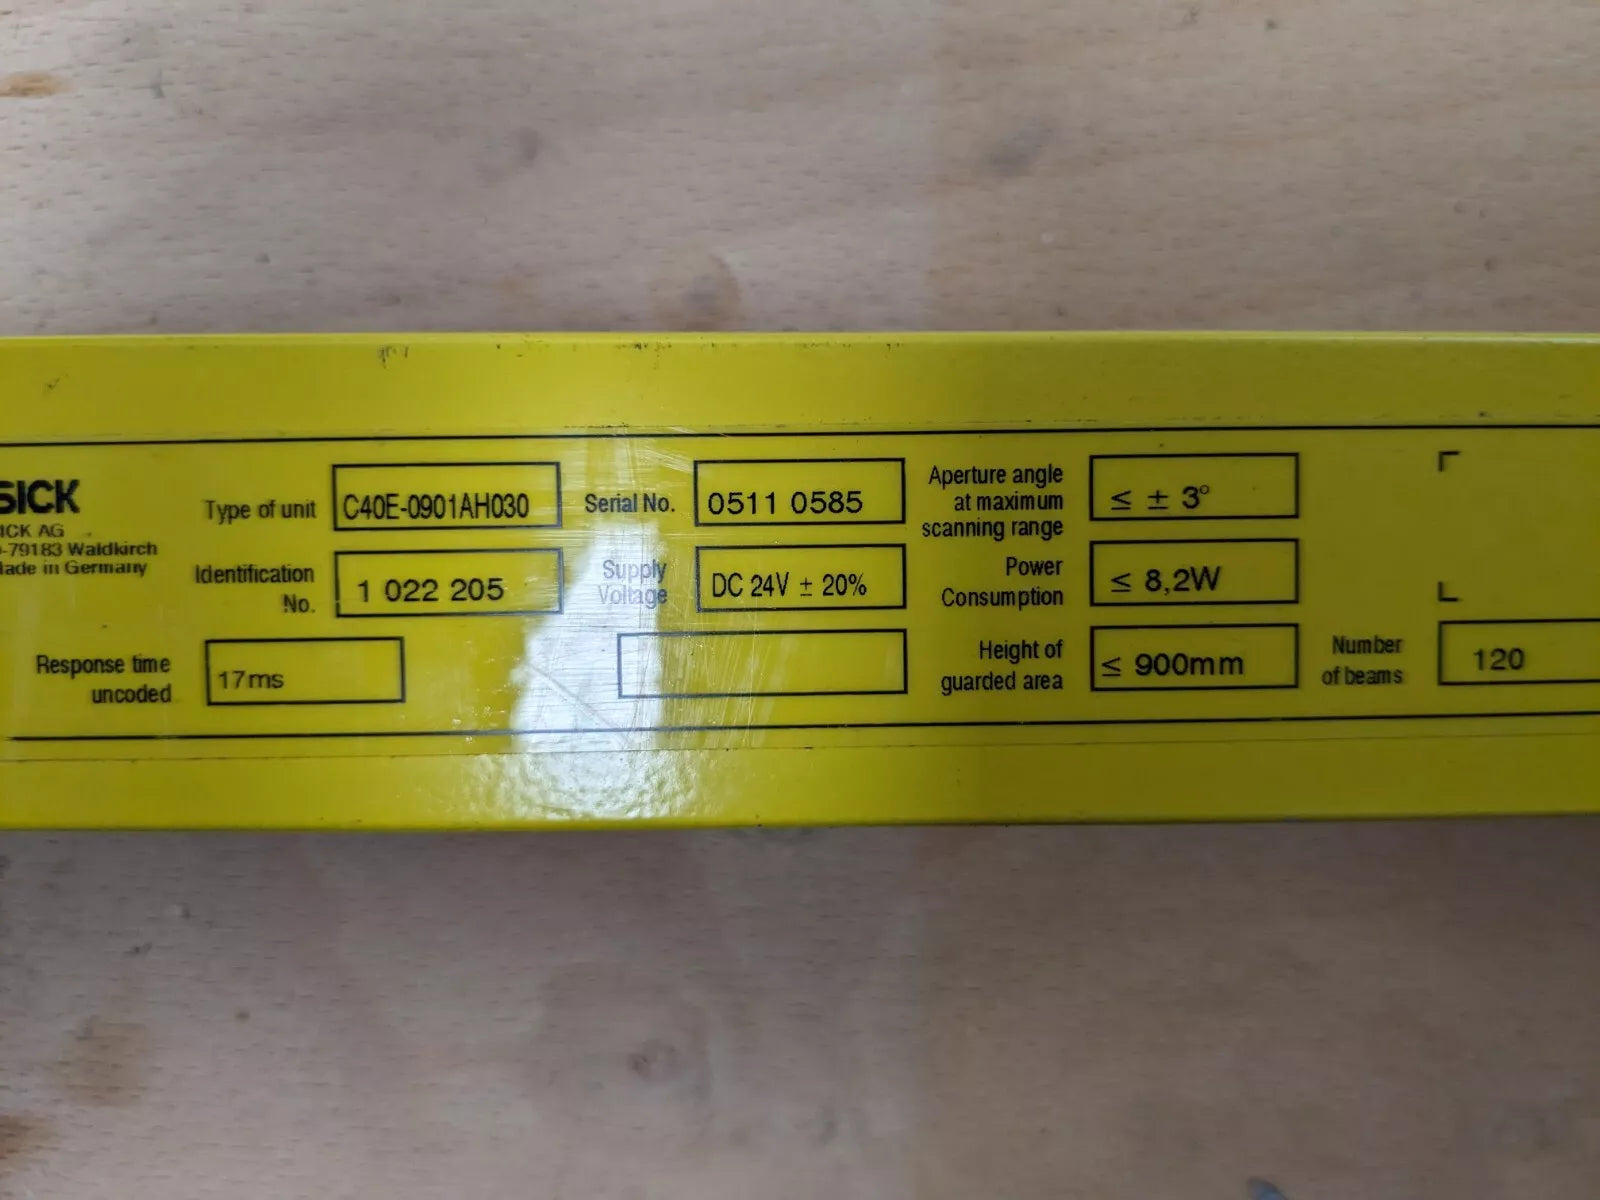 SICK
SICK AG
79183 Waldkirch
Made in Germany
Type of unit C40E-0901AH030
Identification No. 1 022 205
Response time uncoded 17ms
Serial No. 0511 0585
Supply Voltage DC 24V ± 20%
Aperture angle
at maximum
scanning range ≤ ± 3°
Power
Consumption ≤ 8,2W
Height of
guarded area ≤ 900mm
Number
of beams 120